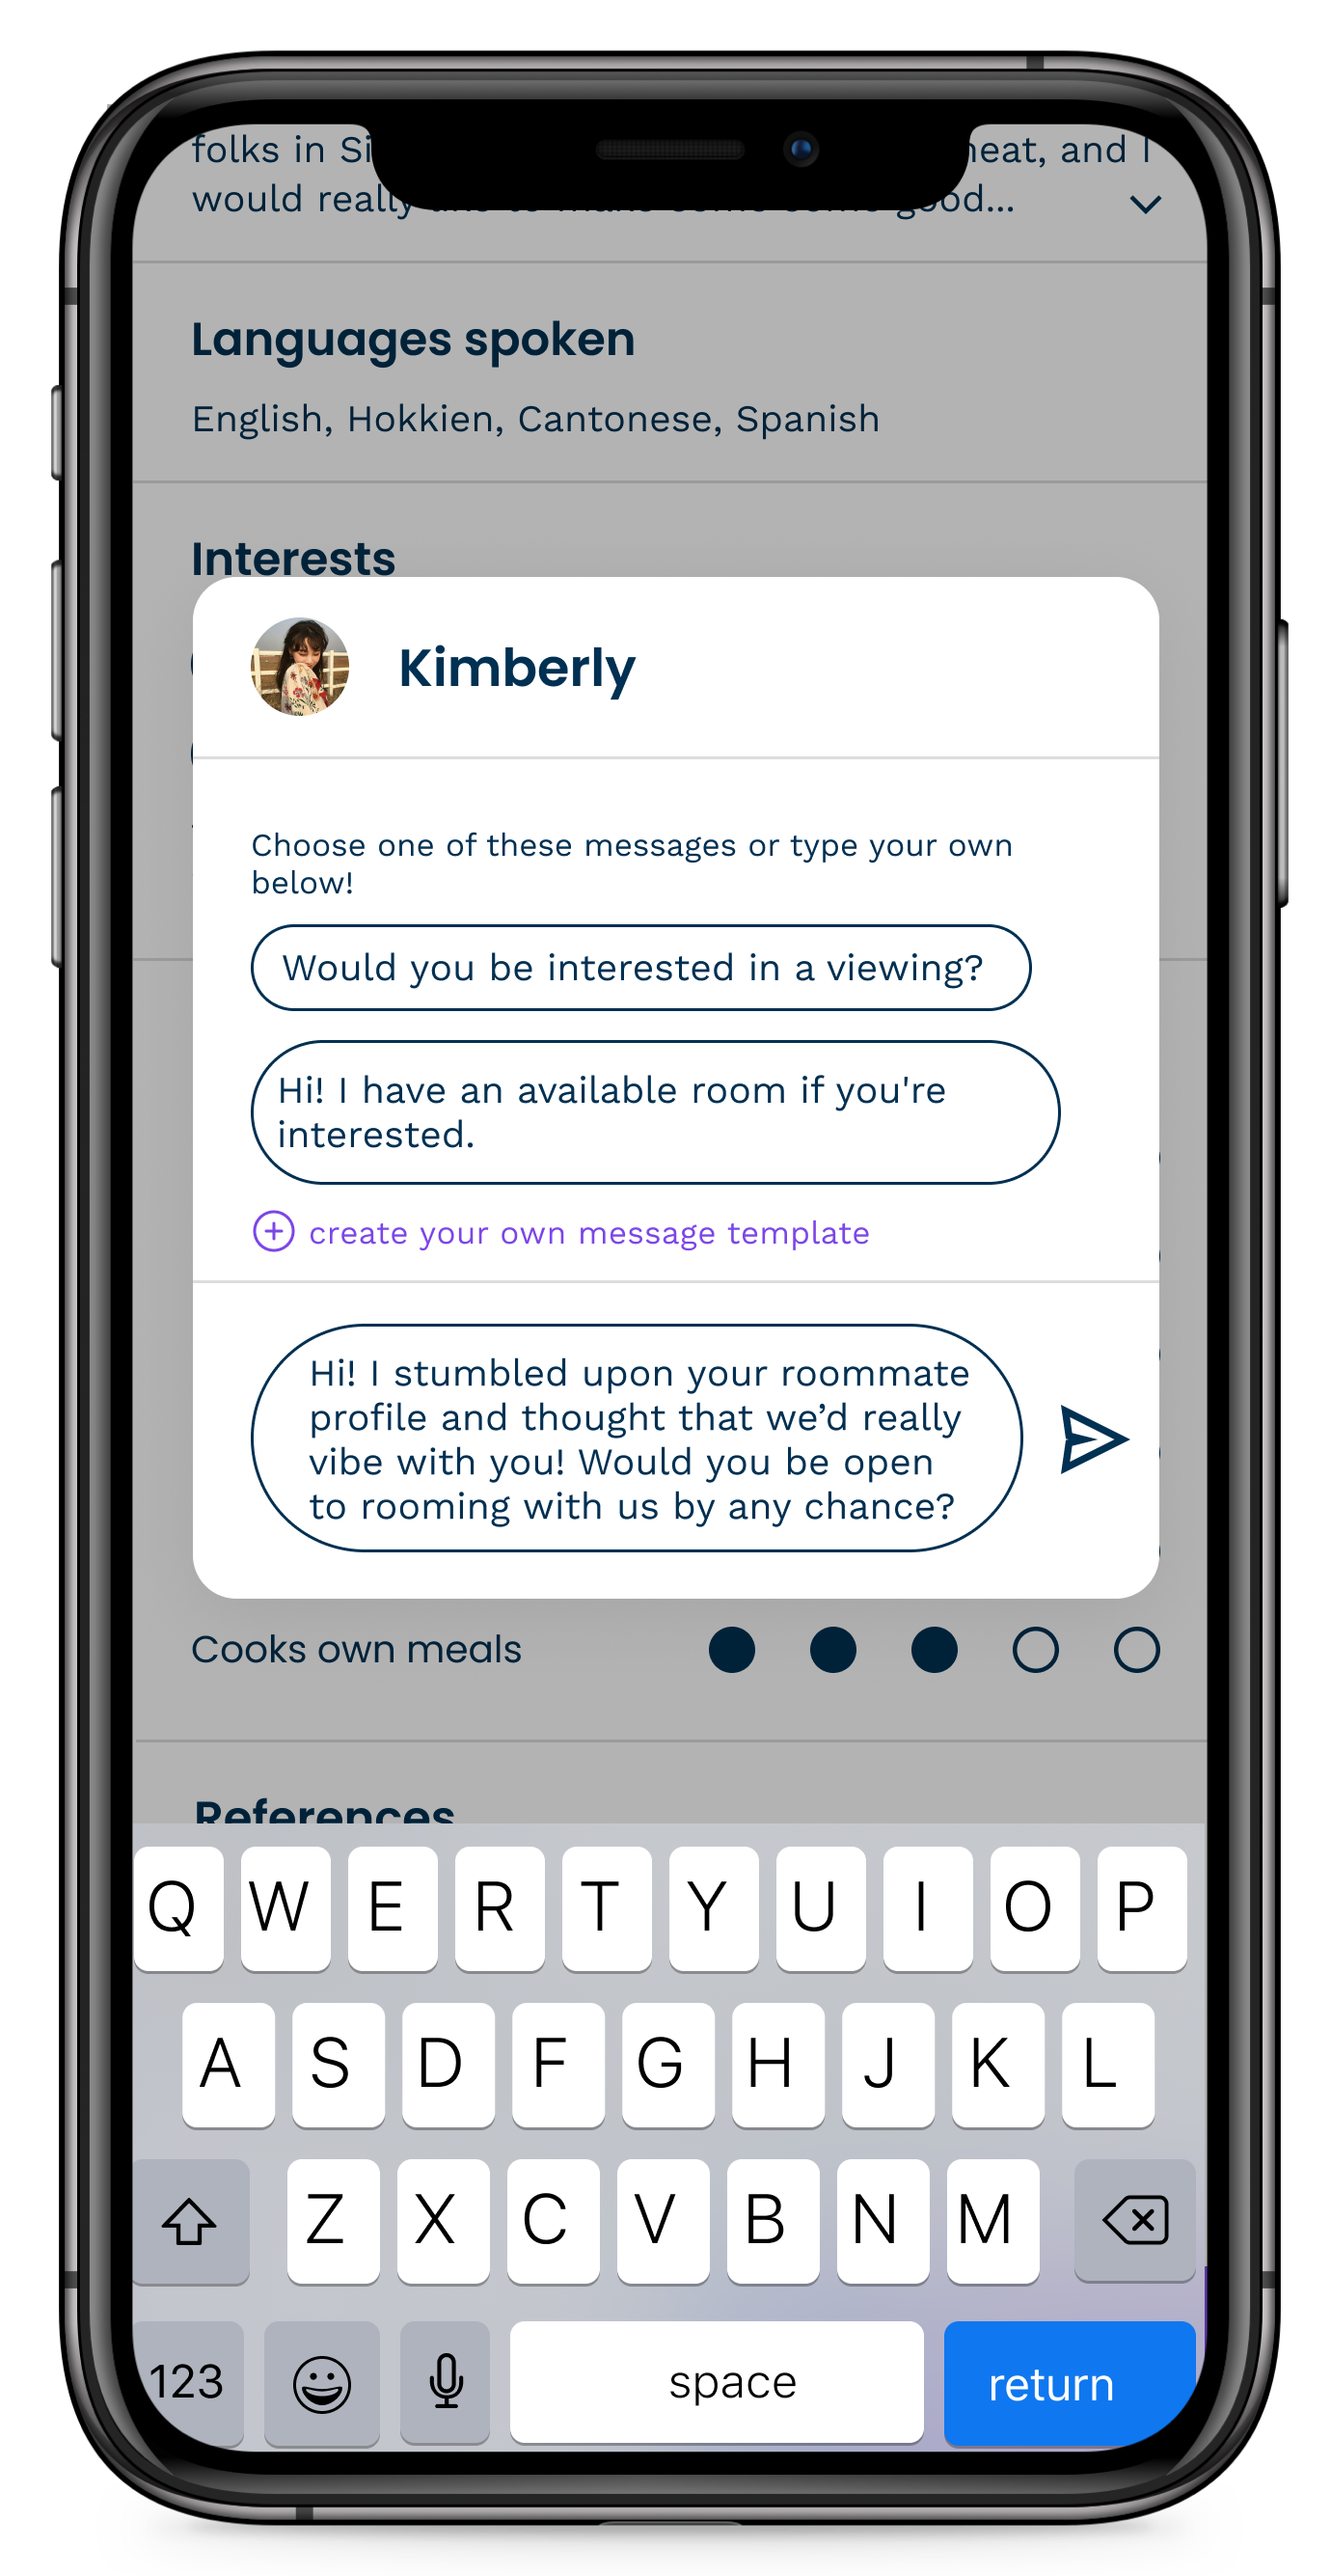 folks in Si neat, and I
would really good...
Languages spoken
English, Hokkien, Cantonese, Spanish
Interests
Kimberly
Choose one of these messages or type your own
below!
Would you be interested in a viewing?
Hi! I have an available room if you're
interested.
create your own message template
Hi! I stumbled upon your roommate
profile and thought that we’d really
vibe with you! Would you be open
to rooming with us by any chance?
Cooks own meals
References
Q W E R T Y U I O P
A S D F G H J K L
Z X C V B N M
123 space return